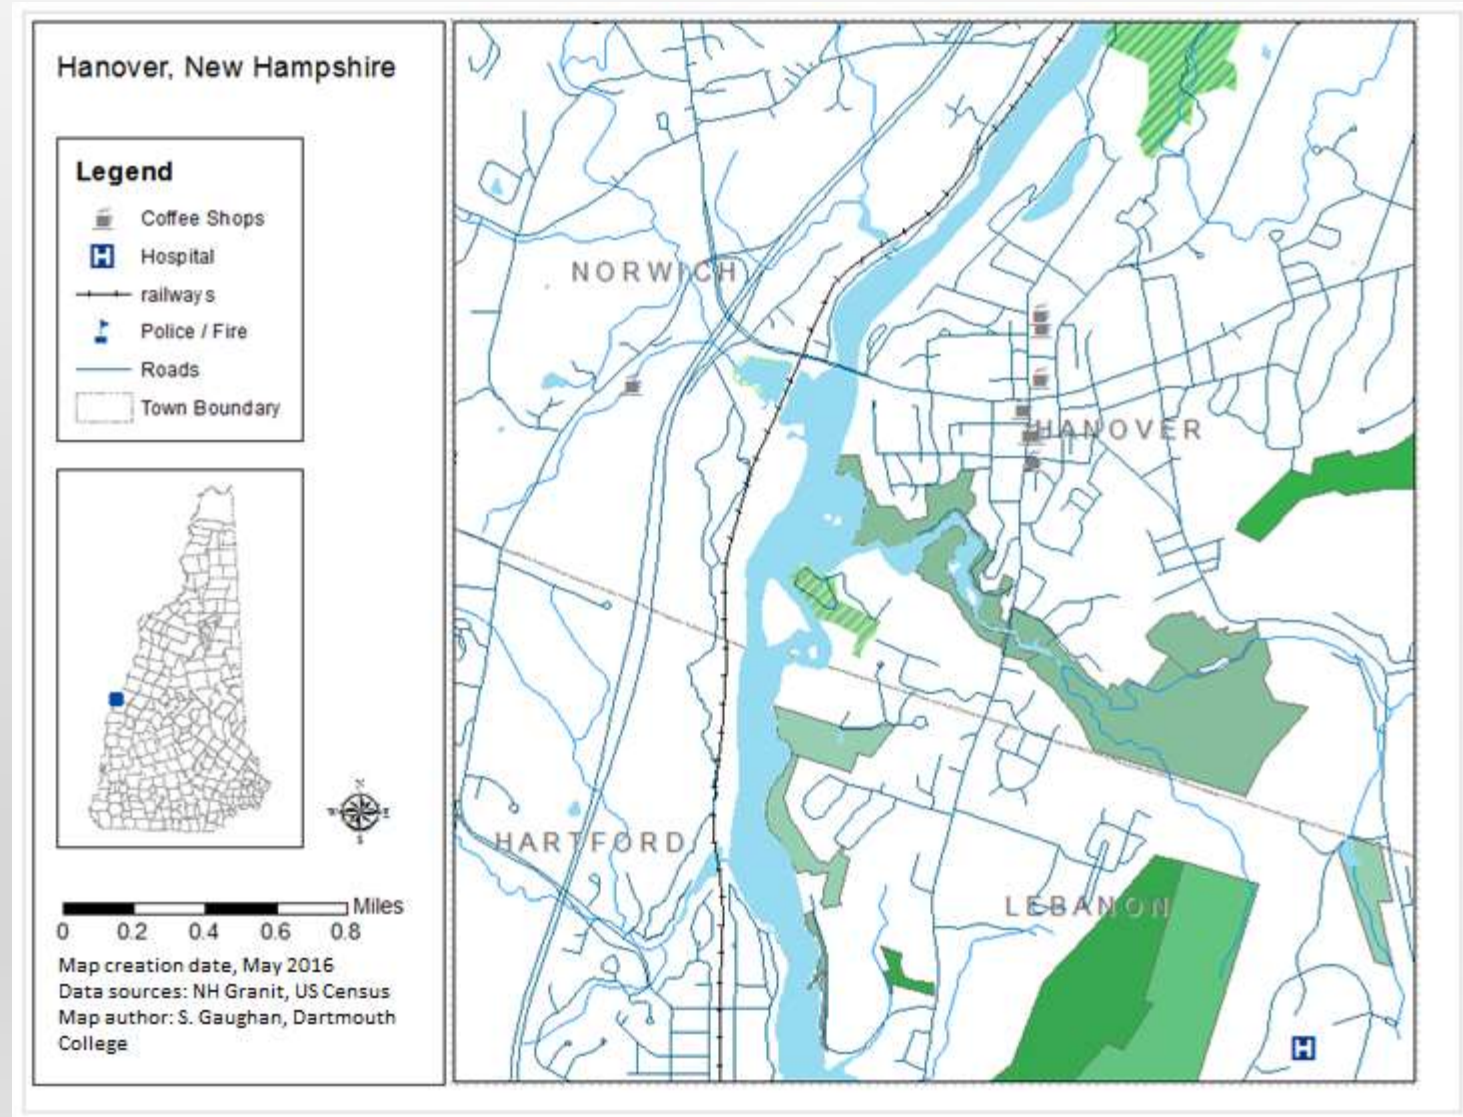 Hanover, New Hampshire
Legend
Coffee Shops
H Hospital
railways
Police / Fire
Roads
Town Boundary
N
W E
S
Miles
0 0.2 0.4 0.6 0.8
Map creation date, May 2016
Data sources: NH Granit, US Census
Map author: S. Gaughan, Dartmouth
College
NORWICH
HANOVER
HARTFORD
LEBANON
H